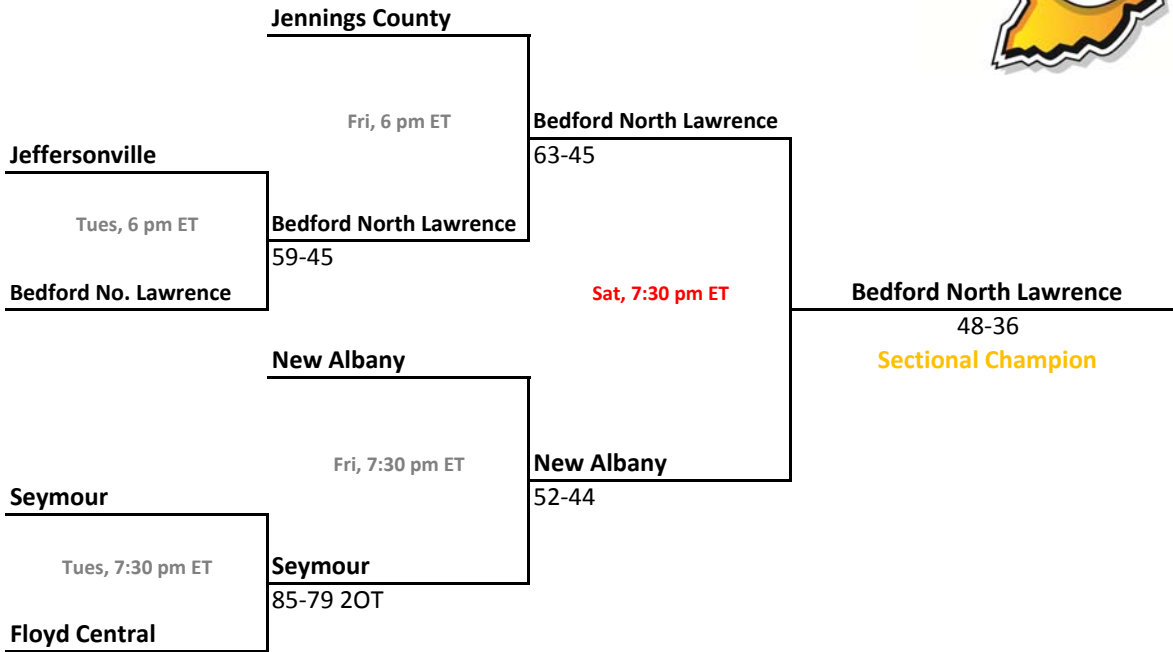 Jennings County
Fri, 6 pm ET
Bedford North Lawrence
63-45
Jeffersonville
Tues, 6 pm ET
Bedford North Lawrence
59-45
Bedford No. Lawrence
Sat, 7:30 pm ET
Bedford North Lawrence
48-36
Sectional Champion
New Albany
Fri, 7:30 pm ET
New Albany
52-44
Seymour
Tues, 7:30 pm ET
Seymour
85-79 2OT
Floyd Central